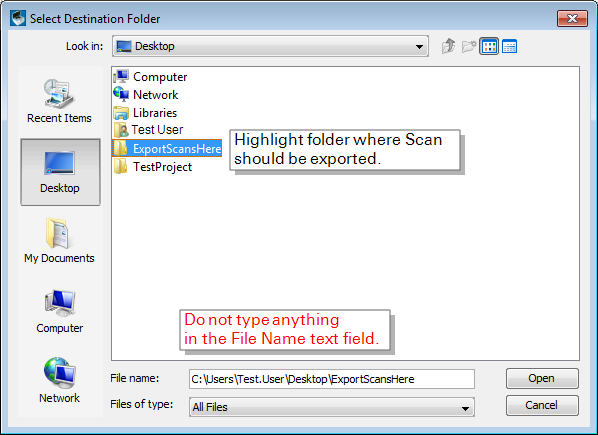 Select Destination Folder
Look in:
Desktop
Recent Items
Desktop
My Documents
Computer
Network
Computer
Network
Libraries
Test User
ExportScansHere
TestProject
Highlight folder where Scan
should be exported.
Do not type anything
in the File Name text field.
File name:
C:\Users\Test.User\Desktop\ExportScansHere
Open
Files of type:
All Files
Cancel